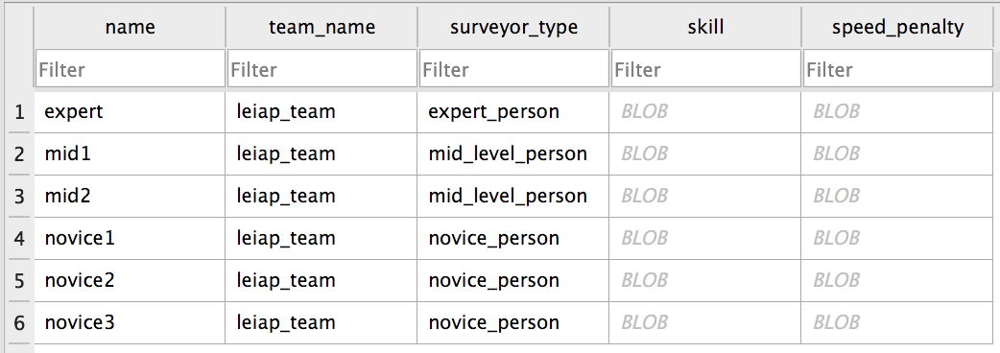 name team_name surveyor_type skill speed_penalty
Filter Filter Filter Filter Filter
1 expert leiap_team expert_person BLOB BLOB
2 mid1 leiap_team mid_level_person BLOB BLOB
3 mid2 leiap_team mid_level_person BLOB BLOB
4 novice1 leiap_team novice_person BLOB BLOB
5 novice2 leiap_team novice_person BLOB BLOB
6 novice3 leiap_team novice_person BLOB BLOB